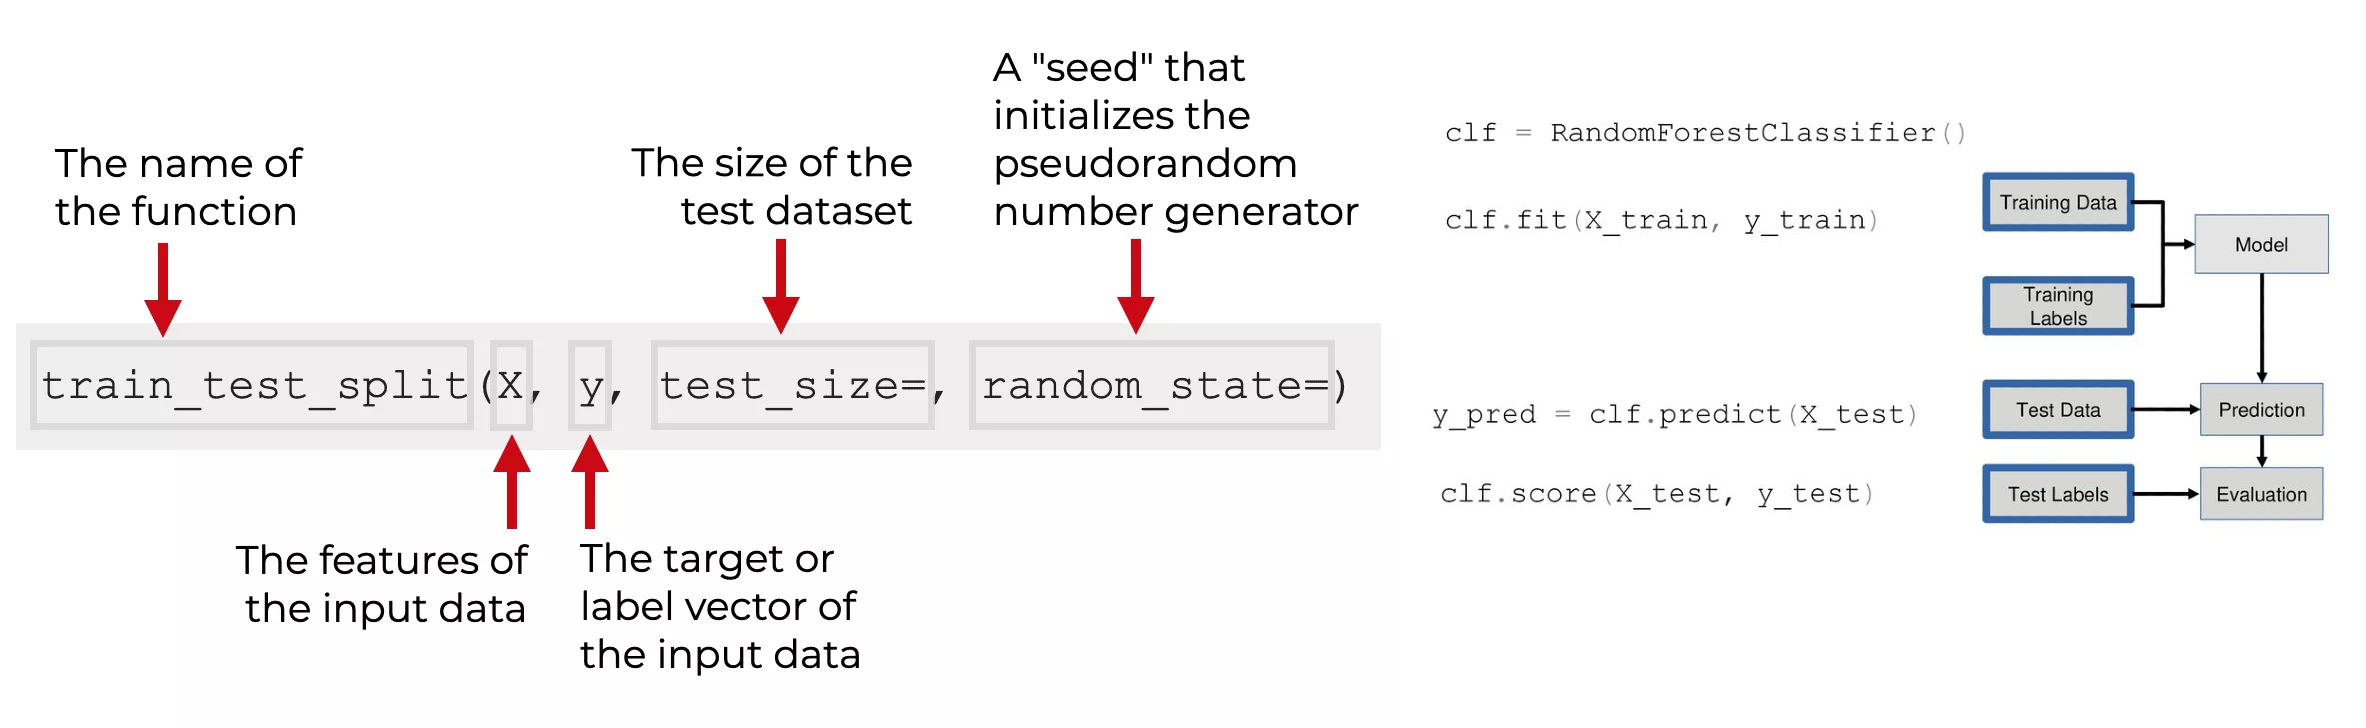 The name of
the function
The size of the
test dataset
A "seed" that
initializes the
pseudorandom
number generator
train_test_split(X, y, test_size=, random_state=)
The features of
the input data
The target or
label vector of
the input data
clf = RandomForestClassifier()
clf.fit(X_train, y_train)
Training Data
Training
Labels
Model
y_pred = clf.predict(X_test)
Test Data
Prediction
clf.score(X_test, y_test)
Test Labels
Evaluation